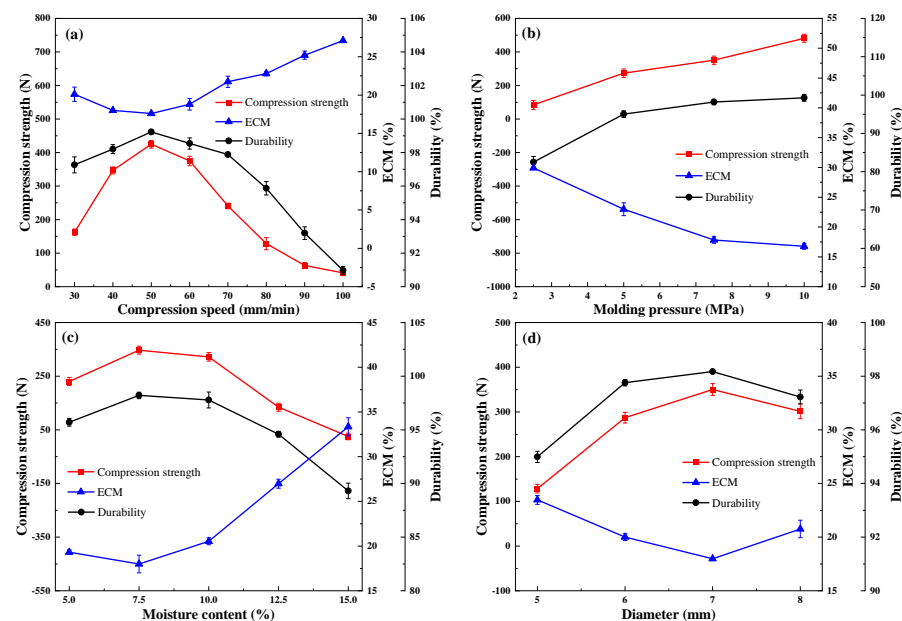 (a)
Compression strength (N)
800
700
600
500
400
300
200
100
0
30 40 50 60 70 80 90 100
Compression speed (mm/min)
Compression strength
ECM
Durability
30
25
20
15
10
5
0
-5
ECM (%)
106
104
102
100
98
96
94
92
90
Durability (%)
(b)
Compression strength (N)
600
400
200
0
-200
-400
-600
-800
-1000
2 3 4 5 6 7 8 9 10
Molding pressure (MPa)
Compression strength
ECM
Durability
55
50
45
40
35
30
25
20
15
10
ECM (%)
120
110
100
90
80
70
60
50
Durability (%)
(c)
Compression strength (N)
450
250
50
-150
-350
-550
5.0 7.5 10.0 12.5 15.0
Moisture content (%)
Compression strength
ECM
Durability
45
40
35
30
25
20
15
ECM (%)
105
100
95
90
85
80
Durability (%)
(d)
Compression strength (N)
500
400
300
200
100
0
-100
5 6 7 8
Diameter (mm)
Compression strength
ECM
Durability
40
35
30
25
20
15
ECM (%)
100
98
96
94
92
90
Durability (%)